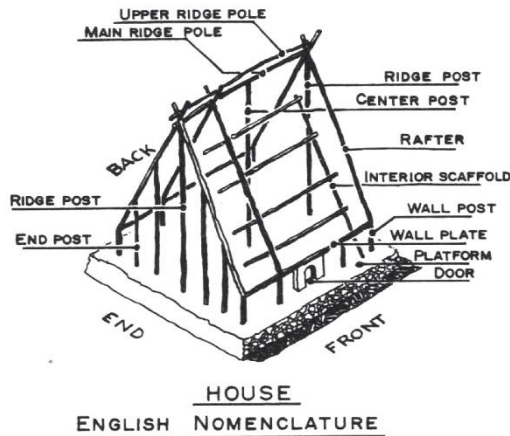 UPPER RIDGE POLE
MAIN RIDGE POLE
RIDGE POST
CENTER POST
RAFTER
BACK
INTERIOR SCAFFOLD
RIDGE POST
WALL POST
END POST
WALL PLATE
PLATFORM
DOOR
END
FRONT
HOUSE
ENGLISH NOMENCLATURE